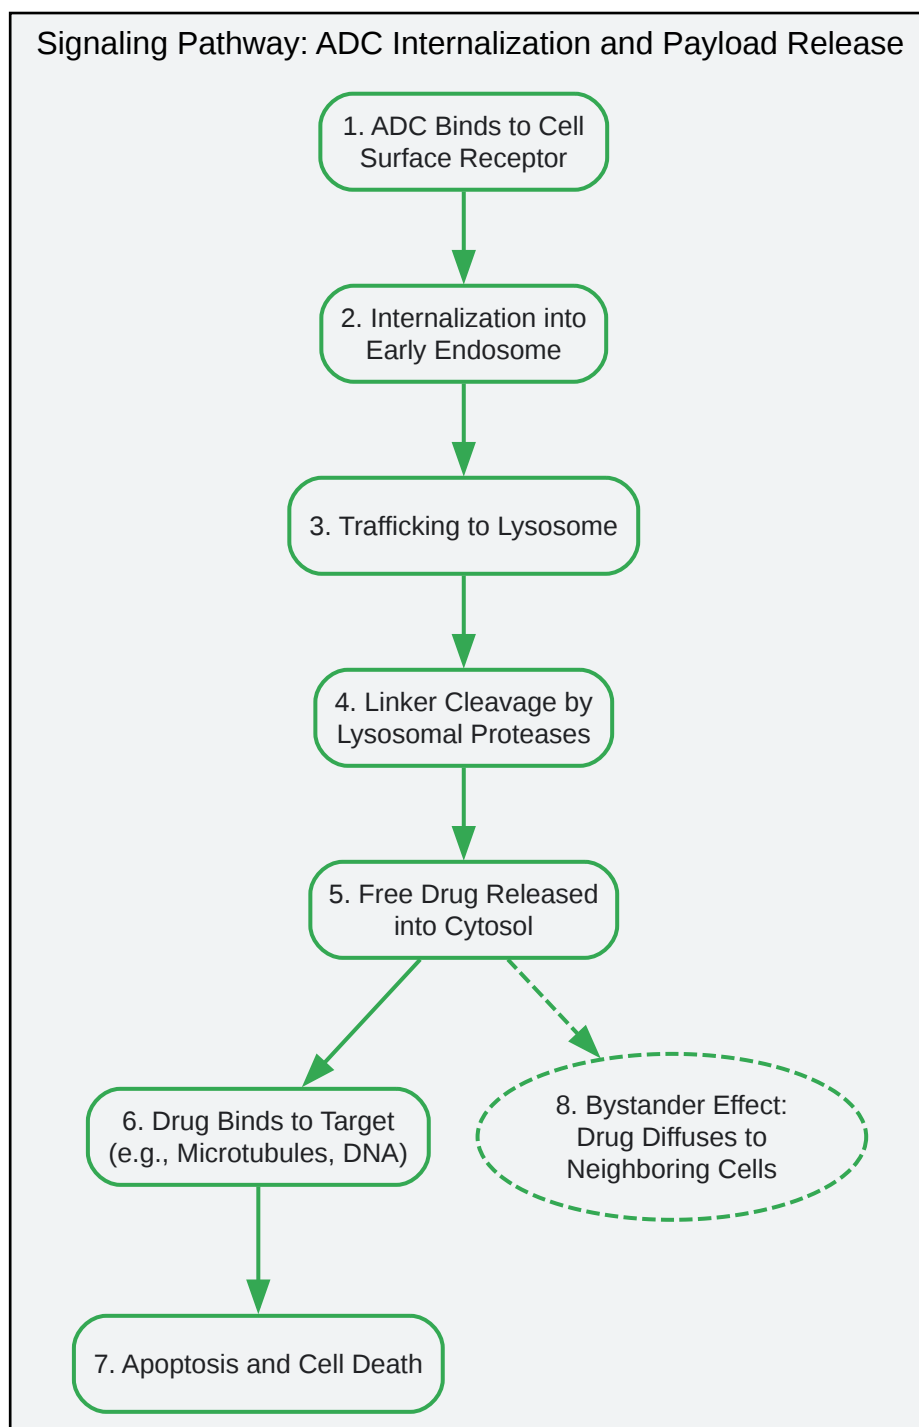 Signaling Pathway: ADC Internalization and Payload Release
1. ADC Binds to Cell
Surface Receptor
2. Internalization into
Early Endosome
3. Trafficking to Lysosome
4. Linker Cleavage by
Lysosomal Proteases
5. Free Drug Released
into Cytosol
6. Drug Binds to Target
(e.g., Microtubules, DNA)
8. Bystander Effect:
Drug Diffuses to
Neighboring Cells
7. Apoptosis and Cell Death